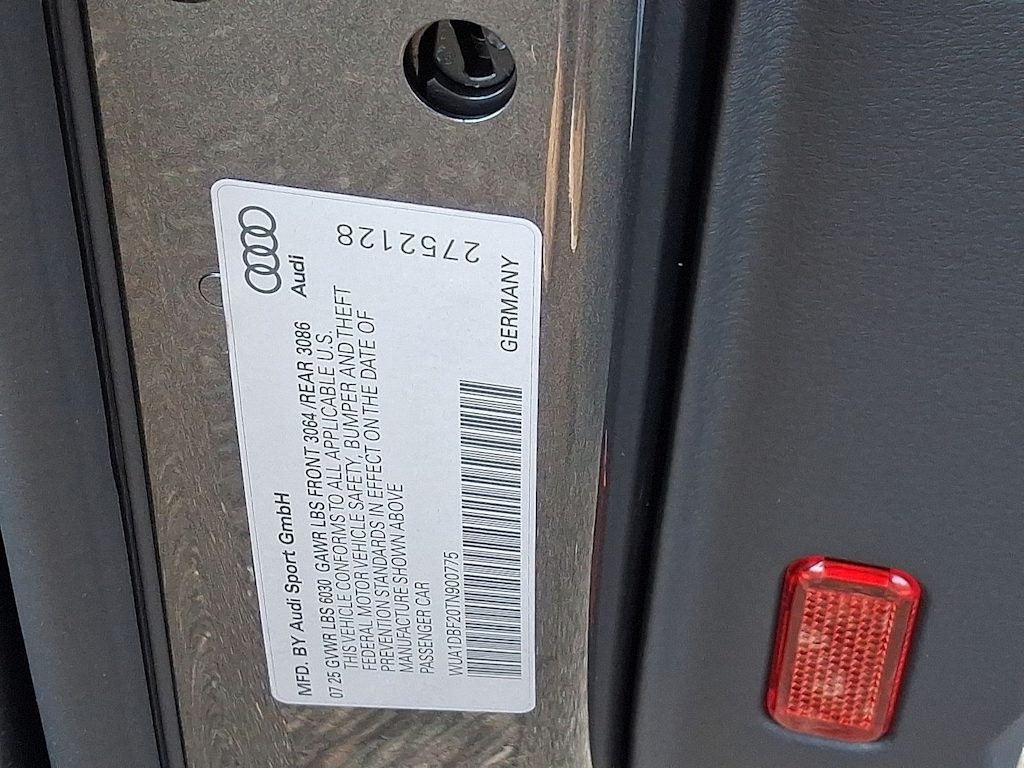 MFD. BY Audi Sport GmbH
Audi
07 25 GVWR LBS 6030 GAWR LBS FRONT 3064 / REAR 3086
THIS VEHICLE CONFORMS TO ALL APPLICABLE U.S.
FEDERAL MOTOR VEHICLE SAFETY, BUMPER AND THEFT
PREVENTION STANDARDS IN EFFECT ON THE DATE OF
MANUFACTURE SHOWN ABOVE
PASSENGER CAR
WUA1DBF20TN900775
GERMANY
2752128